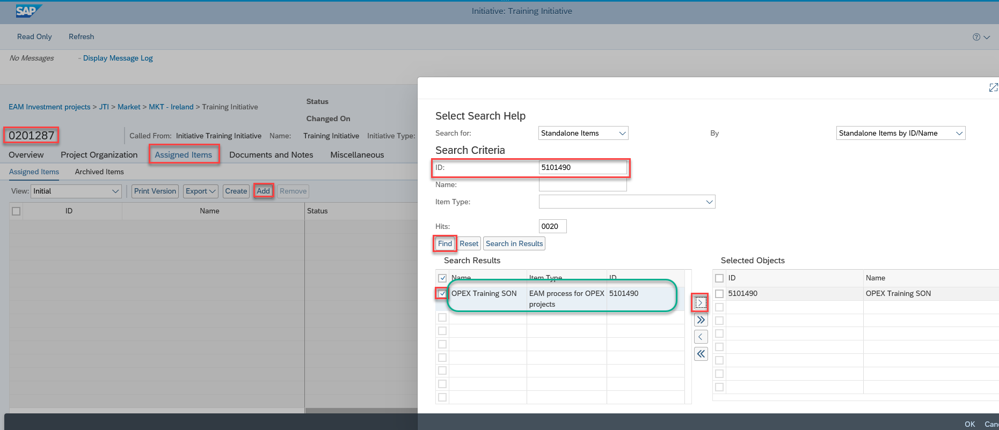 SAP
Initiative: Training Initiative
Read Only Refresh
No Messages - Display Message Log
EAM Investment projects > JTI > Market > MKT - Ireland > Training Initiative
Status
Changed On
0201287
Called From: Initiative Training Initiative Name: Training Initiative Initiative Type:
Overview Project Organization Assigned Items Documents and Notes Miscellaneous
Assigned Items Archived Items
View: Initial Print Version Export Create Add Remove
ID Name Status
Select Search Help
Search for: Standalone Items By Standalone Items by ID/Name
Search Criteria
ID: 5101490
Name:
Item Type:
Hits: 0020
Find Reset Search in Results
Search Results
Name Item Type ID
OPEX Training SON EAM process for OPEX projects 5101490
Selected Objects
ID Name
5101490 OPEX Training SON
OK